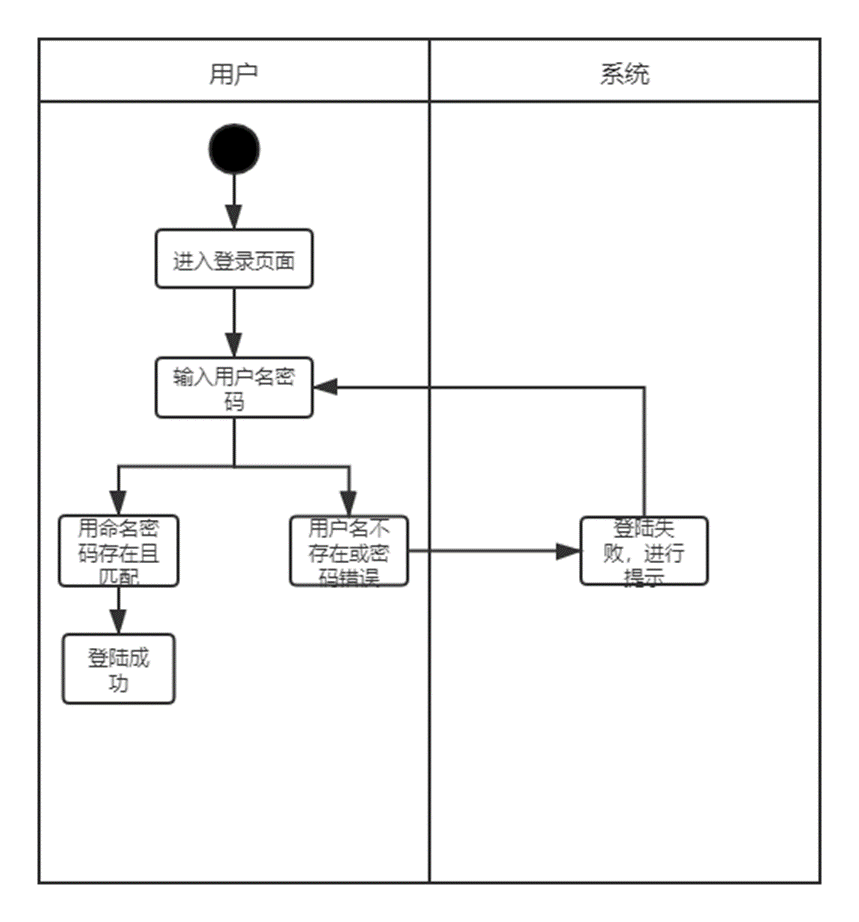 用户
系统
进入登录页面
输入用户名密
码
用命名密
码存在且
匹配
用户名不
存在或密
码错误
登陆失
败，进行
提示
登陆成
功